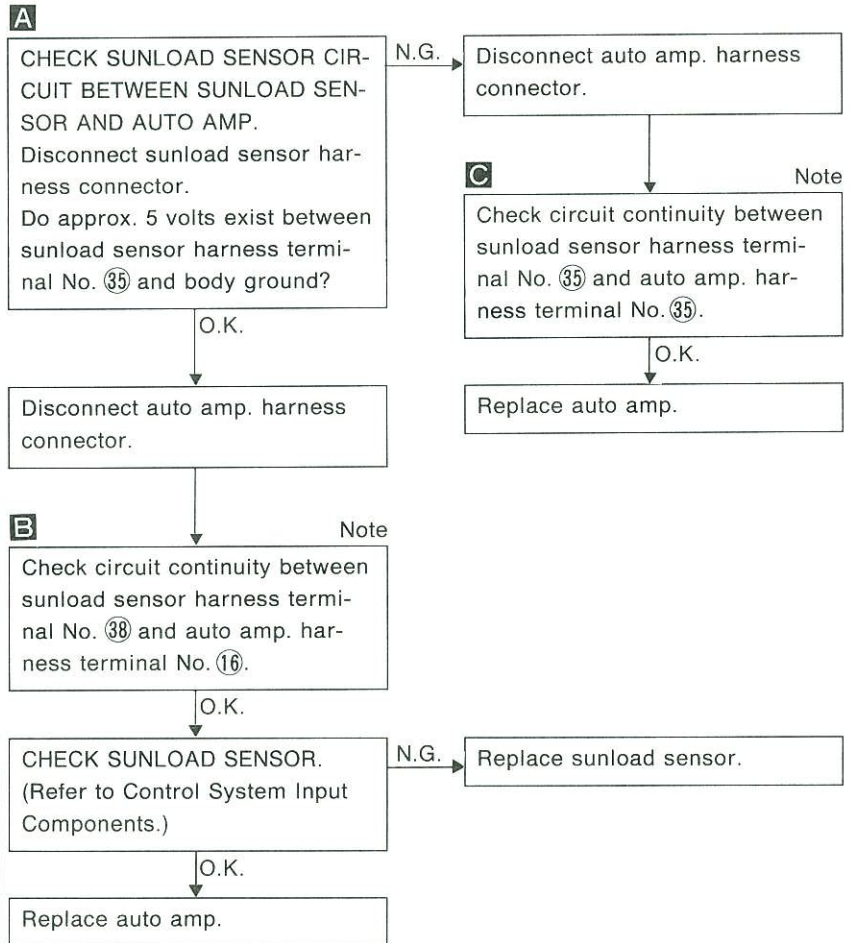 A
CHECK SUNLOAD SENSOR CIR-
CUIT BETWEEN SUNLOAD SEN-
SOR AND AUTO AMP.
Disconnect sunload sensor har-
ness connector.
Do approx. 5 volts exist between
sunload sensor harness termi-
nal No. ㉟ and body ground?
N.G.
Disconnect auto amp. harness
connector.
C
Note
Check circuit continuity between
sunload sensor harness termi-
nal No. ㉟ and auto amp. har-
ness terminal No. ㉟.
O.K.
Replace auto amp.
O.K.
Disconnect auto amp. harness
connector.
B
Note
Check circuit continuity between
sunload sensor harness termi-
nal No. ㊳ and auto amp. har-
ness terminal No. ⑯.
O.K.
CHECK SUNLOAD SENSOR.
(Refer to Control System Input
Components.)
N.G.
Replace sunload sensor.
O.K.
Replace auto amp.